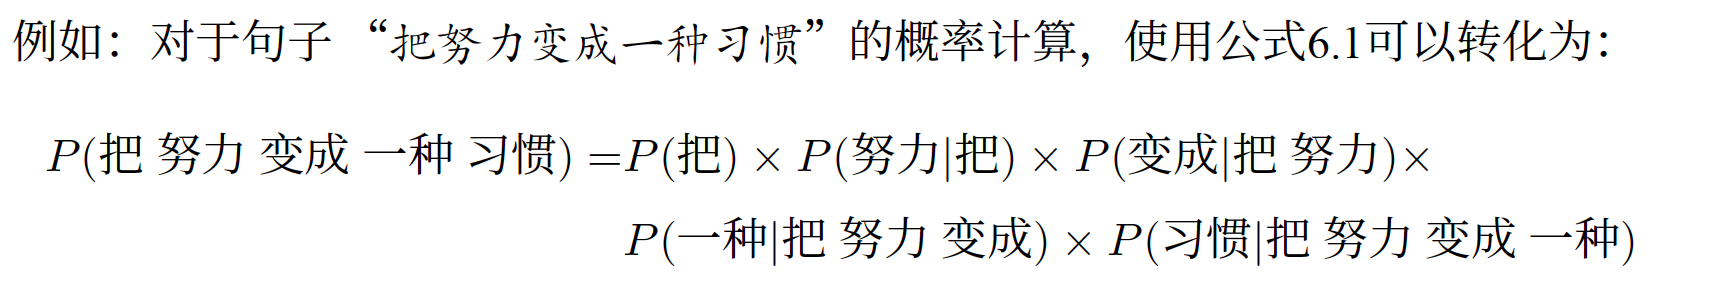 例如：对于句子 “把努力变成一种习惯” 的概率计算，使用公式6.1可以转化为：
P(把 努力 变成 一种 习惯) =P(把) × P(努力|把) × P(变成|把 努力)×
P(一种|把 努力 变成) × P(习惯|把 努力 变成 一种)